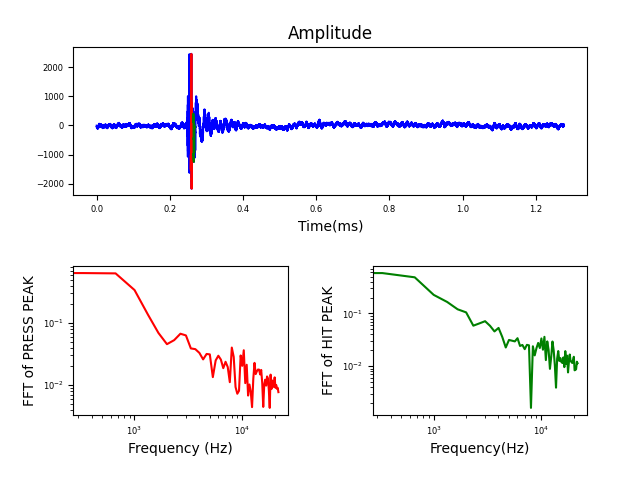 Amplitude
2000
1000
0
−1000
−2000
0.0 0.2 0.4 0.6 0.8 1.0 1.2
Time(ms)
FFT of PRESS PEAK
10⁻¹
10⁻²
10³ 10⁴
Frequency (Hz)
FFT of HIT PEAK
10⁻¹
10⁻²
10³ 10⁴
Frequency(Hz)